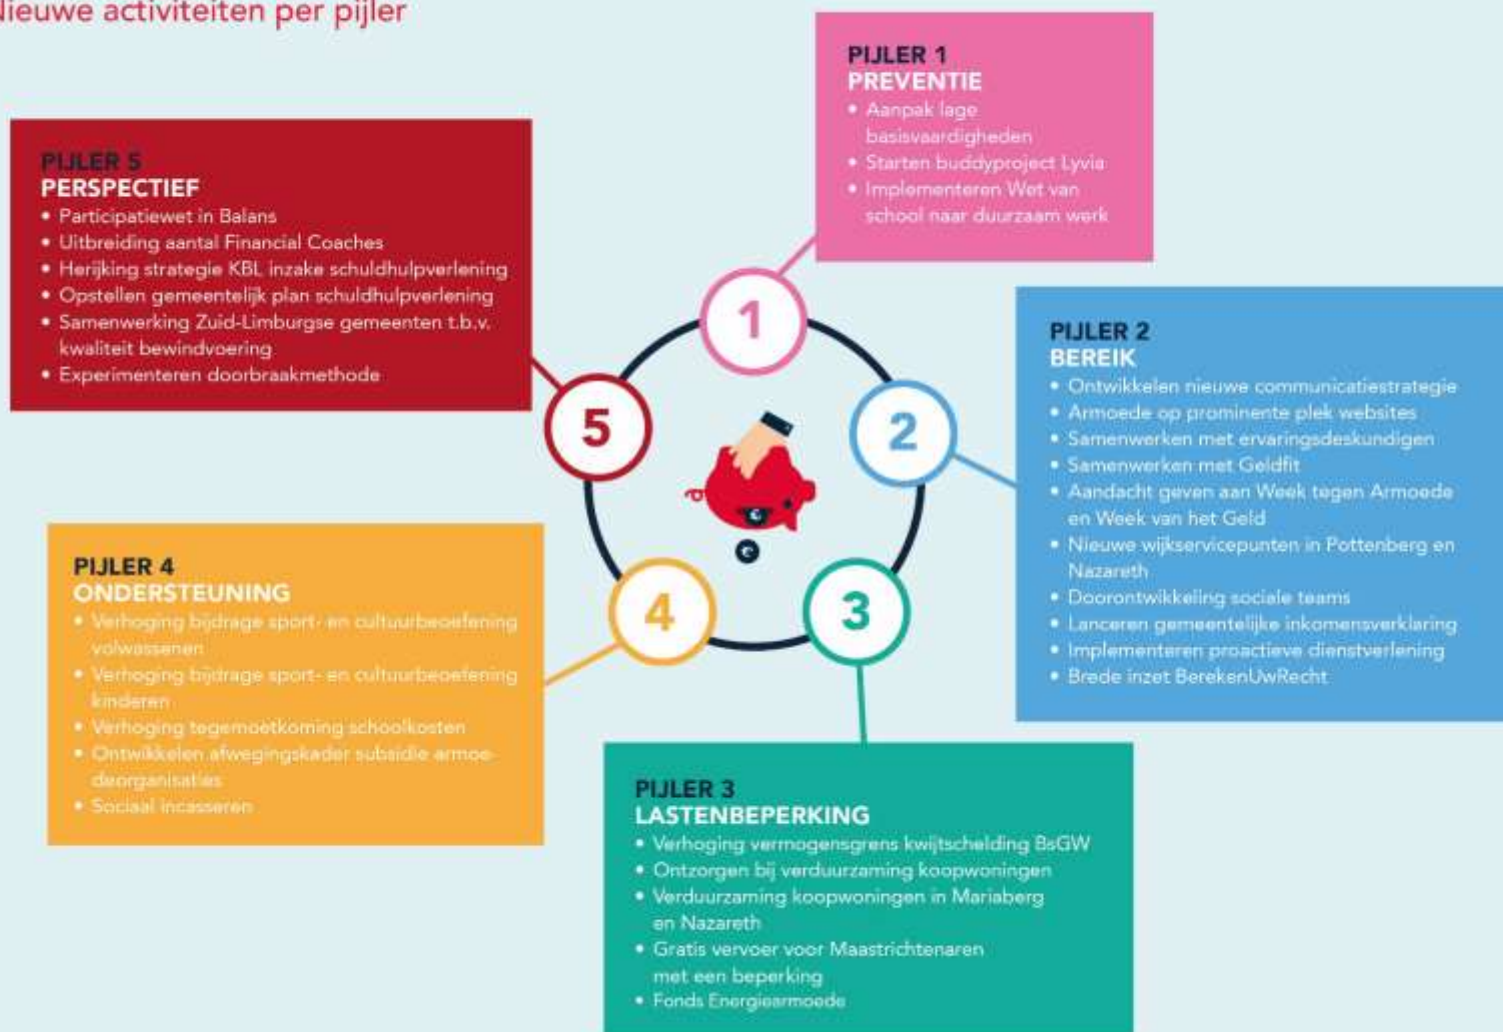 Nieuwe activiteiten per pijler
PIJLER 1
PREVENTIE
• Aanpak lage
basisvaardigheden
• Starten buddyproject Lyvia
• Implementeren Wet van
school naar duurzaam werk
PIJLER 2
BEREIK
• Ontwikkelen nieuwe communicatiestrategie
• Armoede op prominente plek websites
• Samenwerken met ervaringsdeskundigen
• Samenwerken met Geldfit
• Aandacht geven aan Week tegen Armoede
en Week van het Geld
• Nieuwe wijkservicepunten in Pottenberg en
Nazareth
• Doorontwikkeling sociale teams
• Lanceren gemeentelijke inkomensverklaring
• Implementeren proactieve dienstverlening
• Brede inzet BerekenUwRecht
PIJLER 3
LASTENBEPERKING
• Verhoging vermogensgrens kwijtschelding BsGW
• Ontzorgen bij verduurzaming koopwoningen
• Verduurzaming koopwoningen in Mariaberg
en Nazareth
• Gratis vervoer voor Maastrichtenaren
met een beperking
• Fonds Energiearmoede
PIJLER 4
ONDERSTEUNING
• Verhoging bijdrage sport- en cultuurbeoefening
volwassenen
• Verhoging bijdrage sport- en cultuurbeoefening
kinderen
• Verhoging tegemoetkoming schoolkosten
• Ontwikkelen afwegingskader subsidie armoe-
deorganisaties
• Sociaal incasseren
PIJLER 5
PERSPECTIEF
• Participatiewet in Balans
• Uitbreiding aantal Financial Coaches
• Herijking strategie KBL inzake schuldhulpverlening
• Opstellen gemeentelijk plan schuldhulpverlening
• Samenwerking Zuid-Limburgse gemeenten t.b.v.
kwaliteit bewindvoering
• Experimenteren doorbraakmethode
1
2
3
4
5
€
€